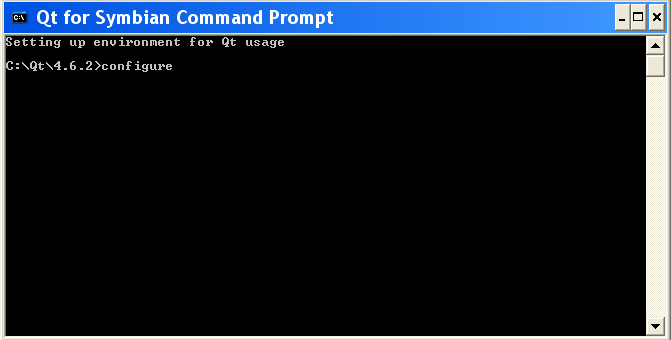 Qt for Symbian Command Prompt
Setting up environment for Qt usage
C:\Qt\4.6.2>configure